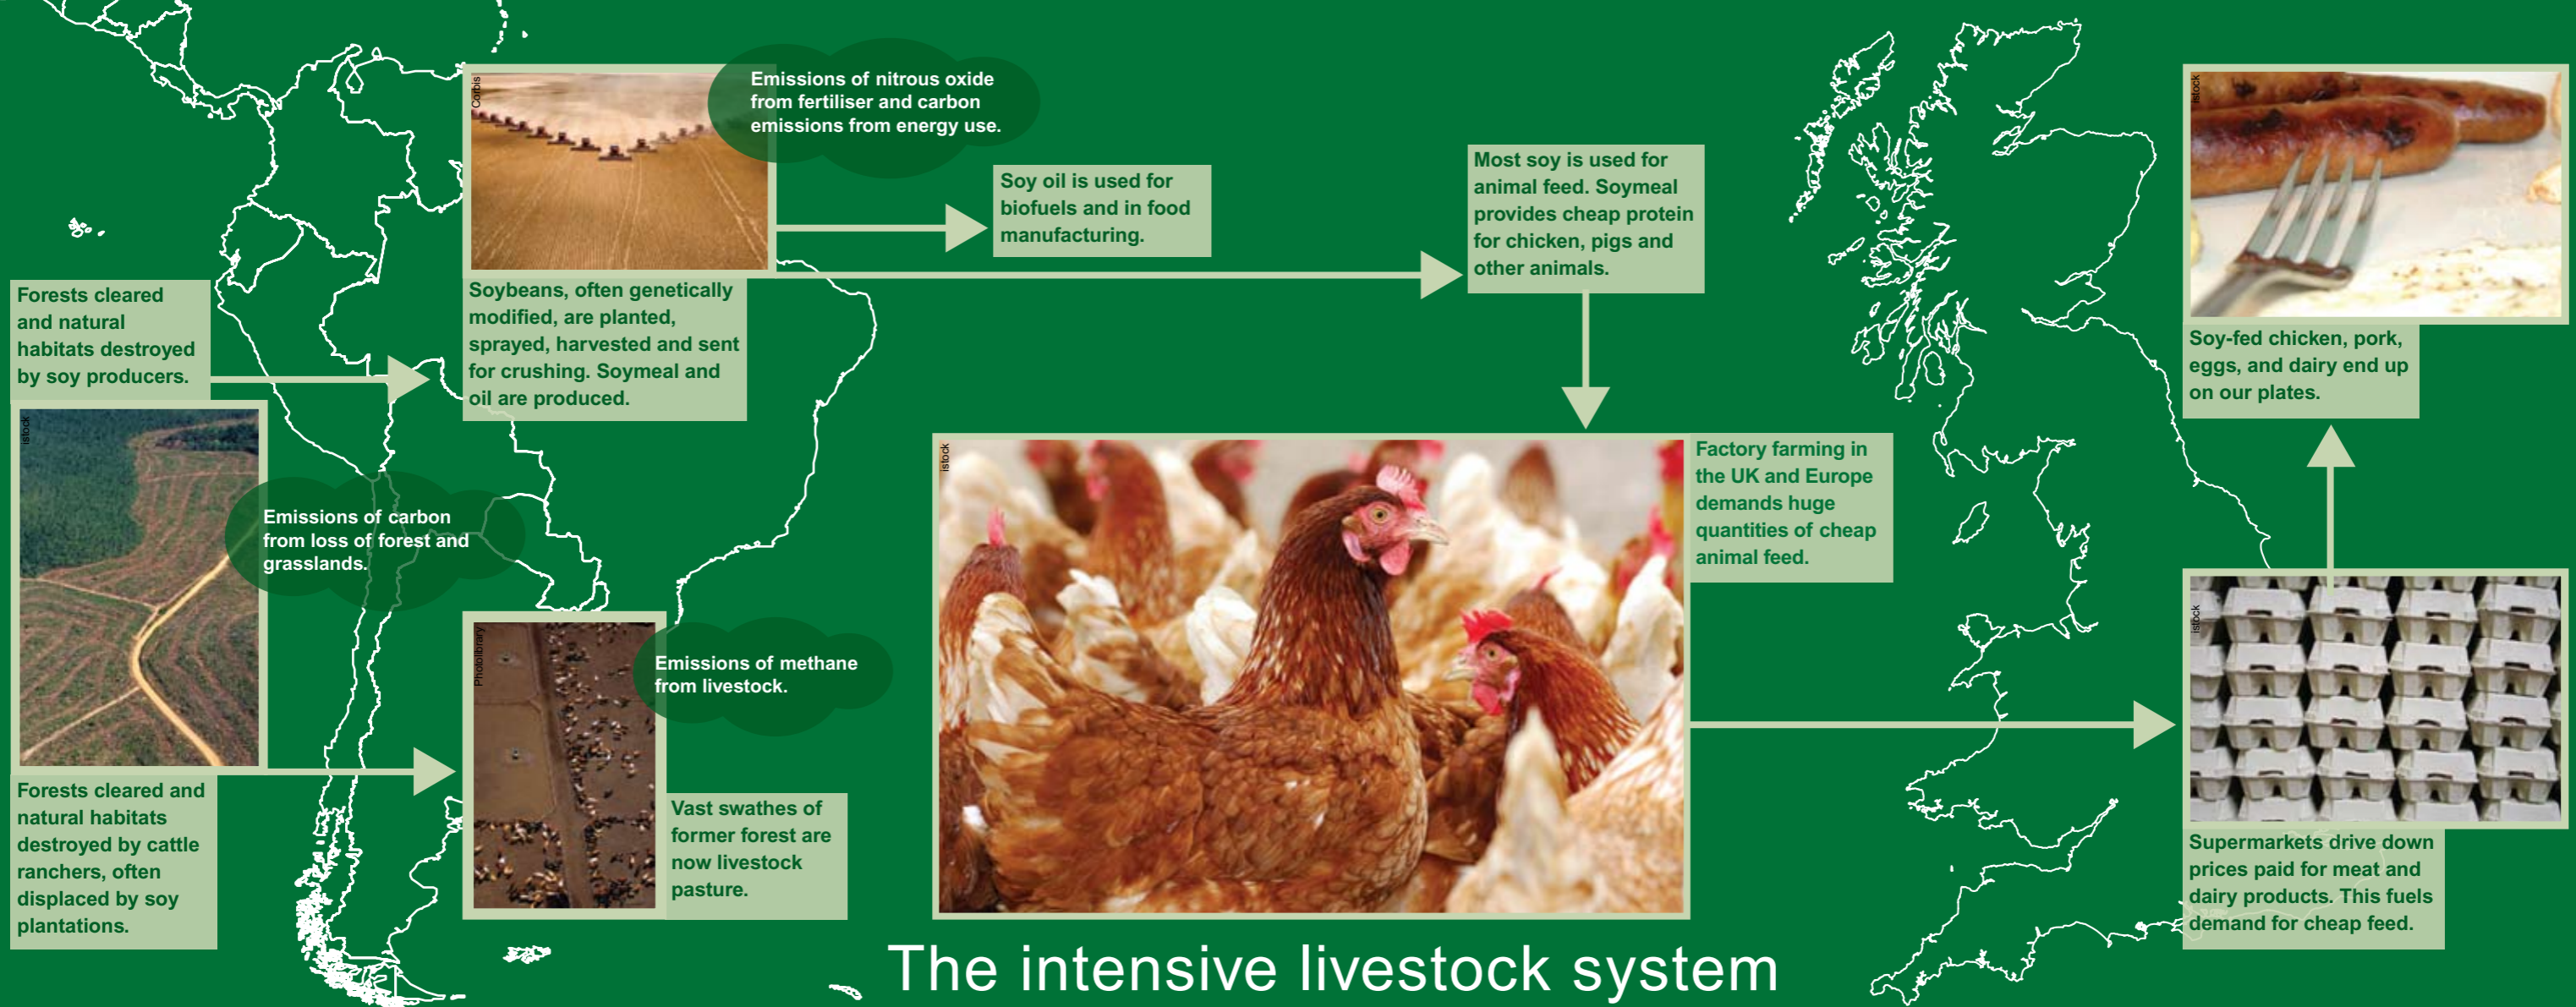 Corbis
Emissions of nitrous oxide
from fertiliser and carbon
emissions from energy use.
Soy oil is used for
biofuels and in food
manufacturing.
Most soy is used for
animal feed. Soymeal
provides cheap protein
for chicken, pigs and
other animals.
istock
Soy-fed chicken, pork,
eggs, and dairy end up
on our plates.
Forests cleared
and natural
habitats destroyed
by soy producers.
Soybeans, often genetically
modified, are planted,
sprayed, harvested and sent
for crushing. Soymeal and
oil are produced.
istock
Emissions of carbon
from loss of forest and
grasslands.
istock
Factory farming in
the UK and Europe
demands huge
quantities of cheap
animal feed.
Photolibrary
Emissions of methane
from livestock.
istock
Forests cleared and
natural habitats
destroyed by cattle
ranchers, often
displaced by soy
plantations.
Vast swathes of
former forest are
now livestock
pasture.
Supermarkets drive down
prices paid for meat and
dairy products. This fuels
demand for cheap feed.
The intensive livestock system